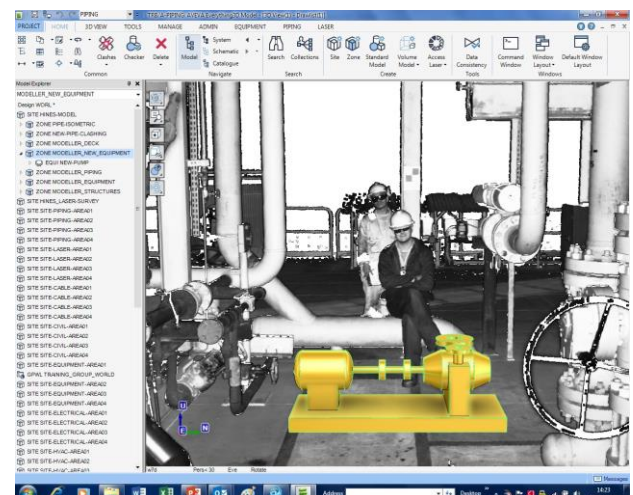 PIPING
PROJECT HOME 3D VIEW TOOLS MANAGE ADMIN EQUIPMENT PIPING LASER
Clashes Checker Delete Model System Schematic Catalogue Search Collections Site Zone Standard Model Volume Model Access Laser Data Consistency Command Window Window Layout Default Window Layout
Common Navigate Search Create Tools Windows
Model Explorer
MODELLER_NEW_EQUIPMENT
Design WORL *
SITE HINES-MODEL
ZONE PIPE-ISOMETRIC
ZONE NEW-PIPE-CLASHING
ZONE MODELLER_DECK
ZONE MODELLER_NEW_EQUIPMENT
EQUI NEW-PUMP
ZONE MODELLER_PIPING
ZONE MODELLER_EQUIPMENT
ZONE MODELLER_STRUCTURES
SITE HINES_LASER-SURVEY
SITE SITE-PIPING-AREA01
SITE SITE-PIPING-AREA02
SITE SITE-PIPING-AREA03
SITE SITE-PIPING-AREA04
SITE SITE-LASER-AREA01
SITE SITE-LASER-AREA02
SITE SITE-LASER-AREA03
SITE SITE-LASER-AREA04
SITE SITE-CABLE-AREA01
SITE SITE-CABLE-AREA02
SITE SITE-CABLE-AREA03
SITE SITE-CABLE-AREA04
SITE SITE-CIVIL-AREA01
SITE SITE-CIVIL-AREA02
SITE SITE-CIVIL-AREA03
SITE SITE-CIVIL-AREA04
SITE SITE-EQUIPMENT-AREA01
GPWL TRAINING_GROUP_WORLD
SITE SITE-EQUIPMENT-AREA02
SITE SITE-EQUIPMENT-AREA03
SITE SITE-EQUIPMENT-AREA04
SITE SITE-ELECTRICAL-AREA01
SITE SITE-ELECTRICAL-AREA02
SITE SITE-ELECTRICAL-AREA03
SITE SITE-ELECTRICAL-AREA04
SITE SITE-HVAC-AREA01
SITE SITE-HVAC-AREA02
SITE SITE-HVAC-AREA03
U
E N
Pers< 30 Eye Rotate
Messages
Address Desktop 14:23